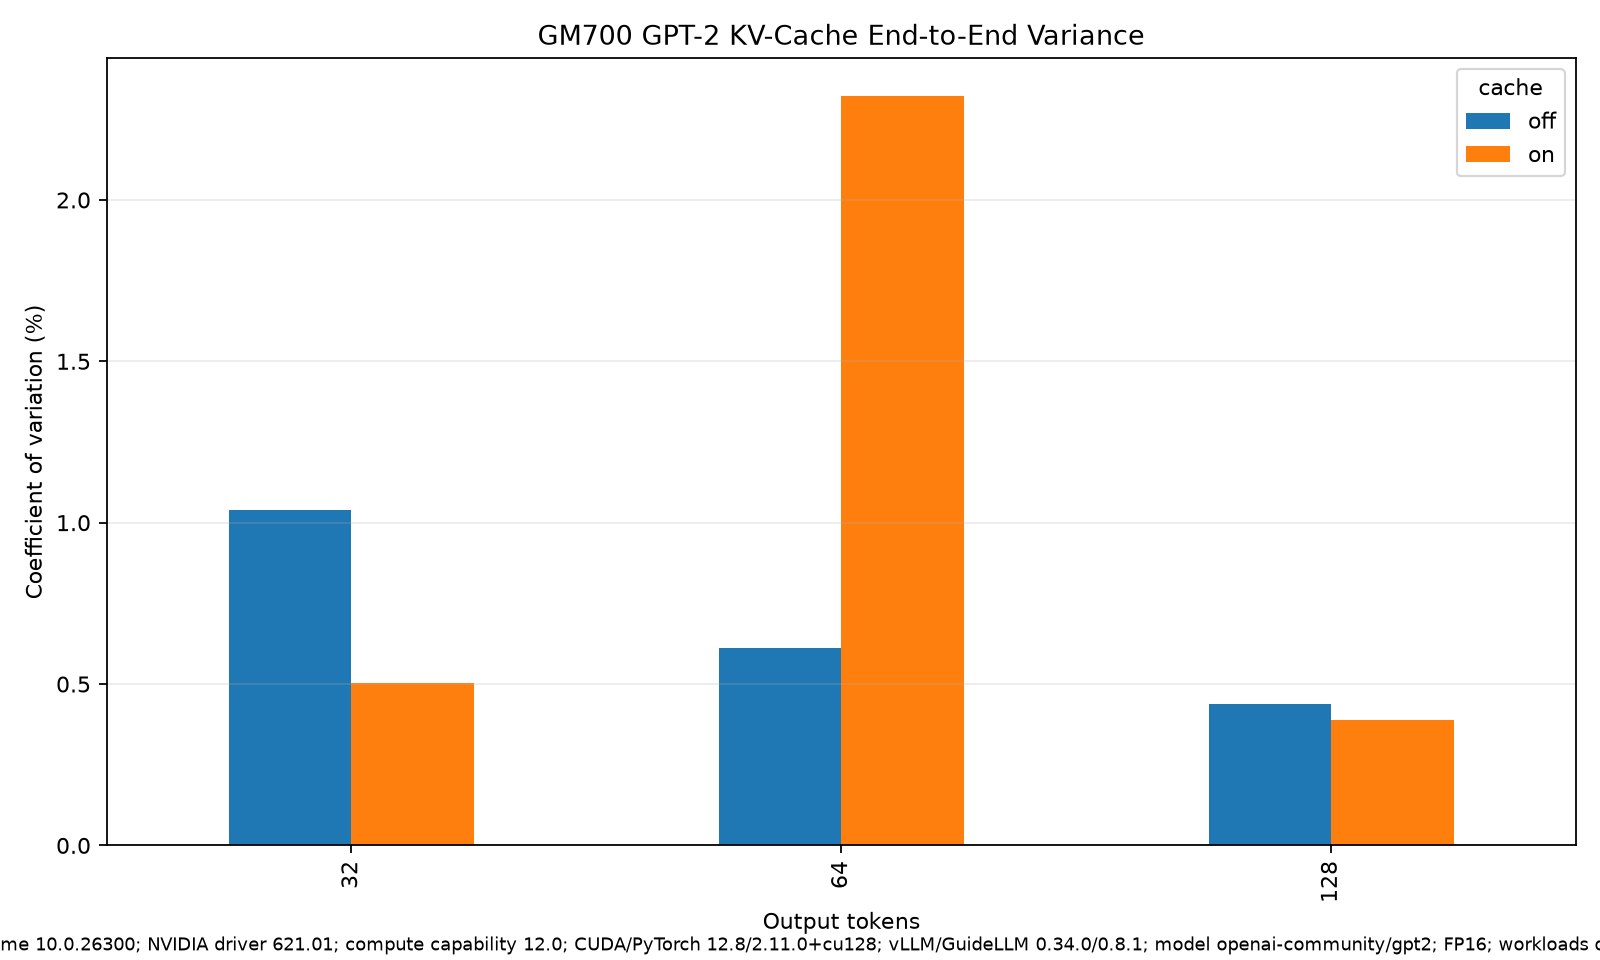 GM700 GPT-2 KV-Cache End-to-End Variance
cache
off
on
Coefficient of variation (%)
2.0
1.5
1.0
0.5
0.0
32
64
128
Output tokens
me 10.0.26300; NVIDIA driver 621.01; compute capability 12.0; CUDA/PyTorch 12.8/2.11.0+cu128; vLLM/GuideLLM 0.34.0/0.8.1; model openai-community/gpt2; FP16; workloads